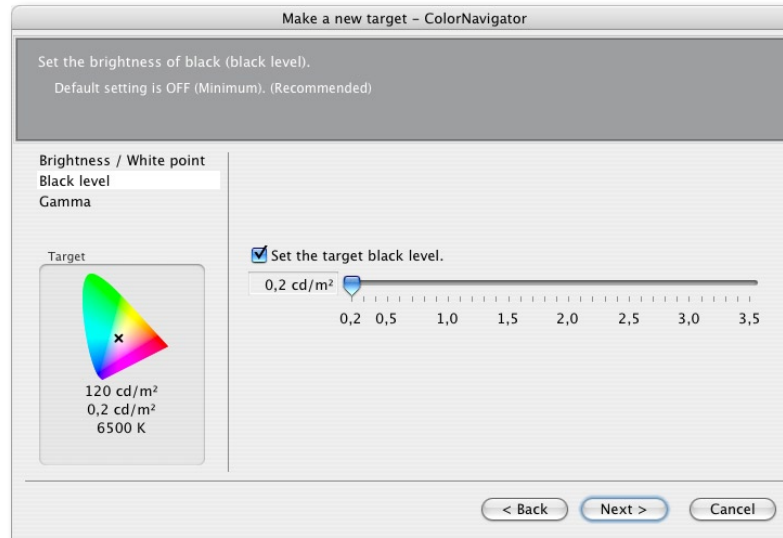 Make a new target – ColorNavigator
Set the brightness of black (black level).
Default setting is OFF (Minimum). (Recommended)
Brightness / White point
Black level
Gamma
Target
120 cd/m²
0,2 cd/m²
6500 K
Set the target black level.
0,2 cd/m²
0,2 0,5 1,0 1,5 2,0 2,5 3,0 3,5
< Back Next > Cancel